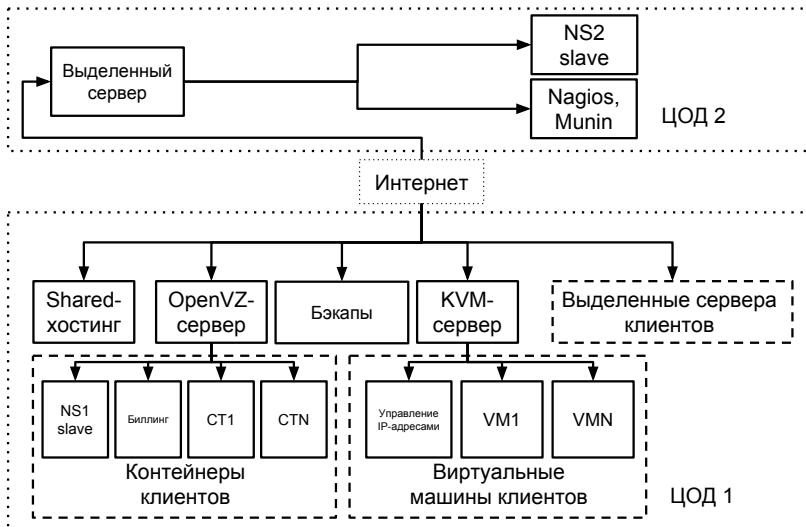 NS2
slave
Выделенный
сервер
Nagios,
Munin
ЦОД 2
Интернет
Shared-
хостинг
OpenVZ-
сервер
Бэкапы
KVM-
сервер
Выделенные сервера
клиентов
NS1
slave
Биллинг
CT1
CTN
Управление
IP-адресами
VM1
VMN
Контейнеры
клиентов
Виртуальные
машины клиентов
ЦОД 1